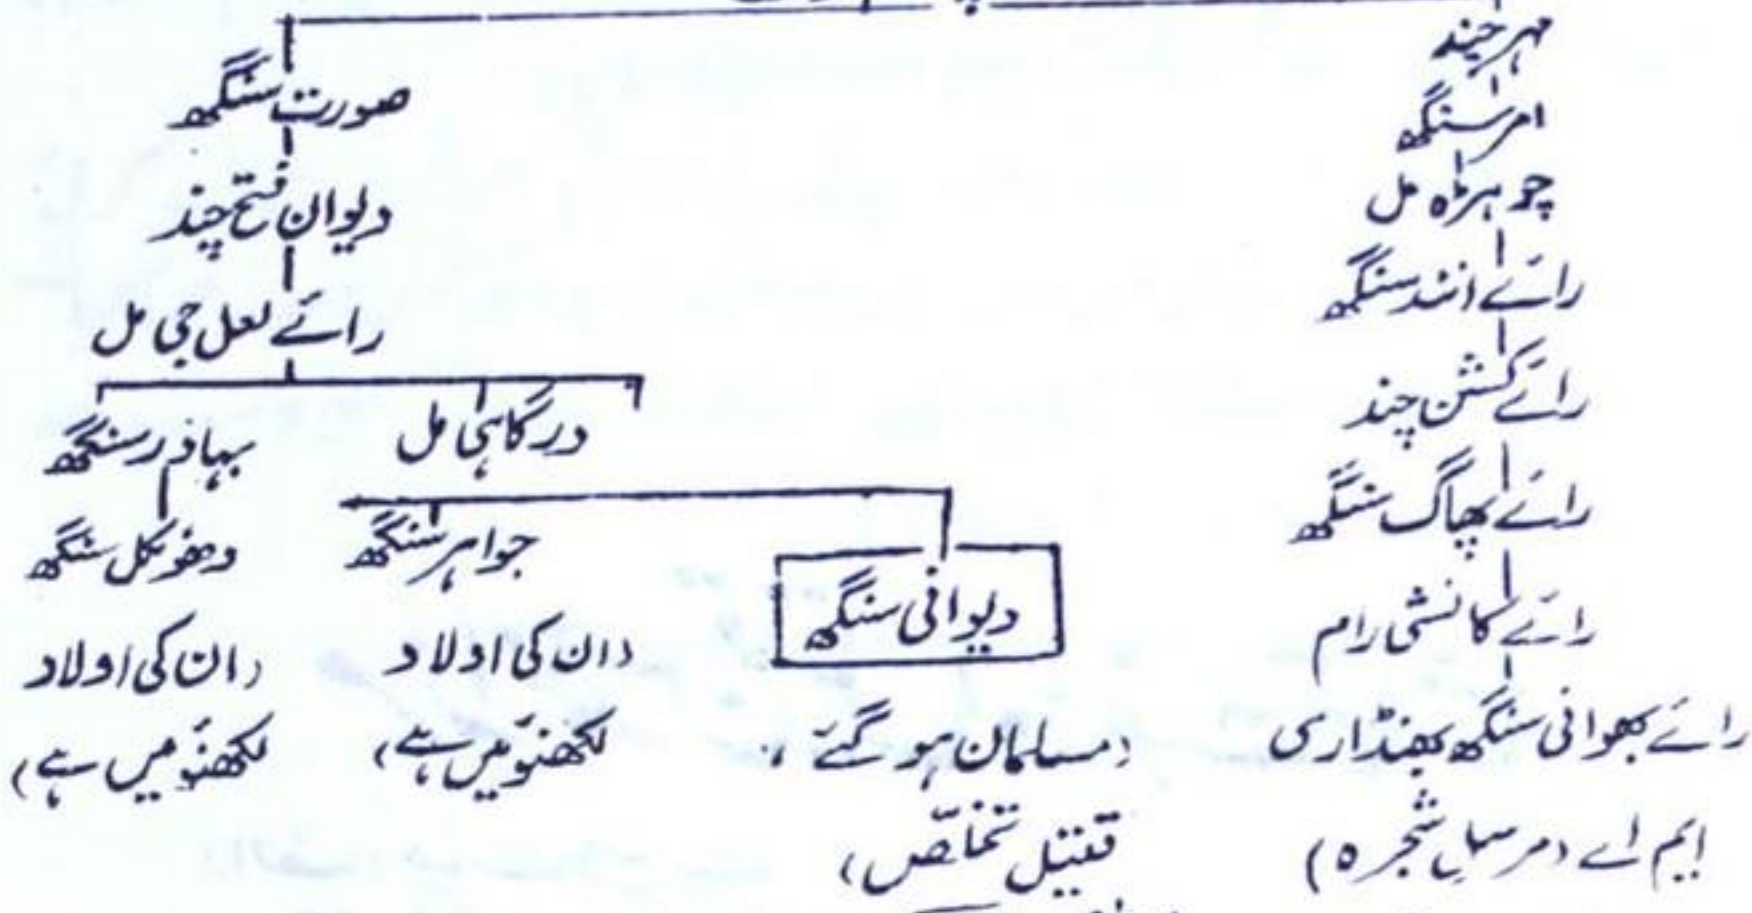 مہر چند
صورت سنگھ
امر سنگھ
چوہڑہ مل
دیوان فتح چند
رائے انند سنگھ
رائے لعل جی مل
رائے کشن چند
درگاہی مل
بہادر سنگھ
رائے بھاگ سنگھ
جواہر سنگھ
دھونکل سنگھ
دیوانی سنگھ
رائے کانشی رام
(ان کی اولاد
(ان کی اولاد
رائے بھوانی سنگھ بھنڈاری
(مسلمان ہو گئے،
لکھنؤ میں ہے)
لکھنؤ میں ہے)
ایم اے (مرسلِ شجرہ)
قتیل تخلّص)